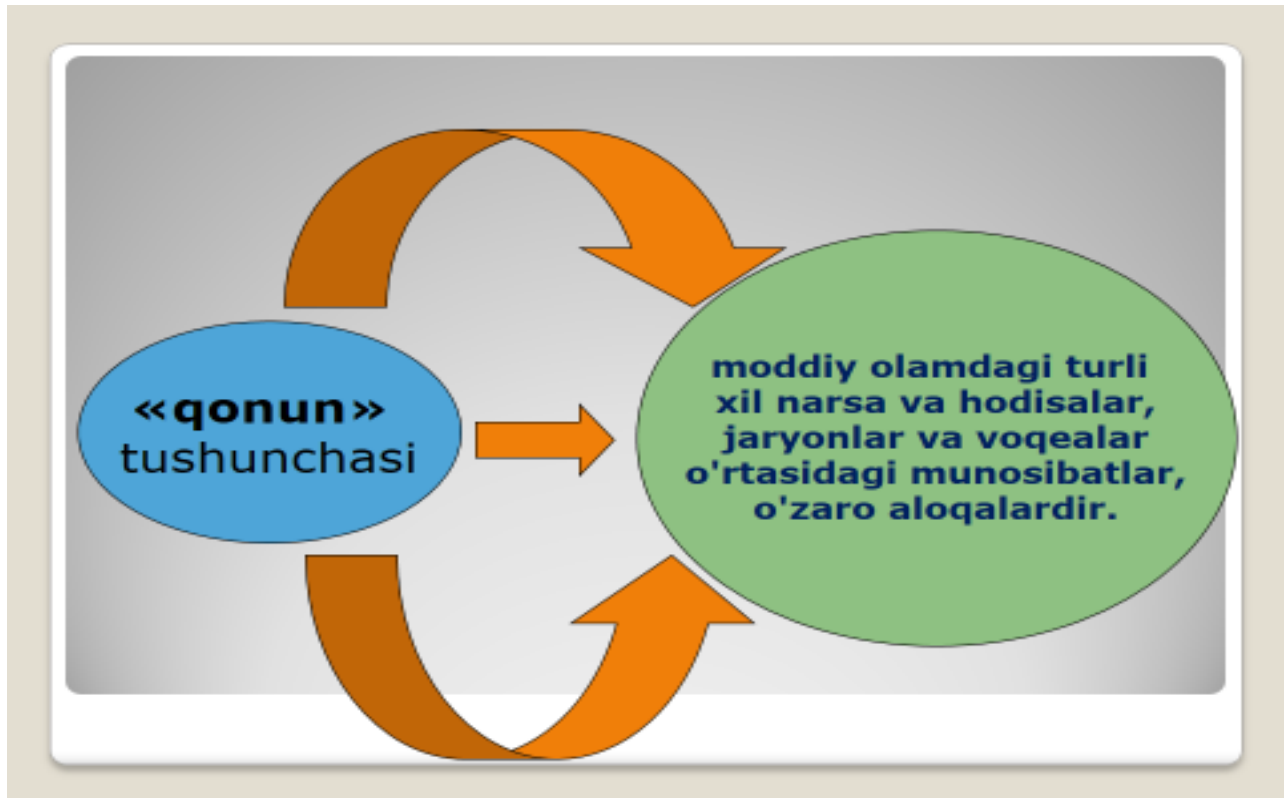 «qonun»
tushunchasi
moddiy olamdagi turli
xil narsa va hodisalar,
jaryonlar va voqealar
o'rtasidagi munosibatlar,
o'zaro aloqalardir.